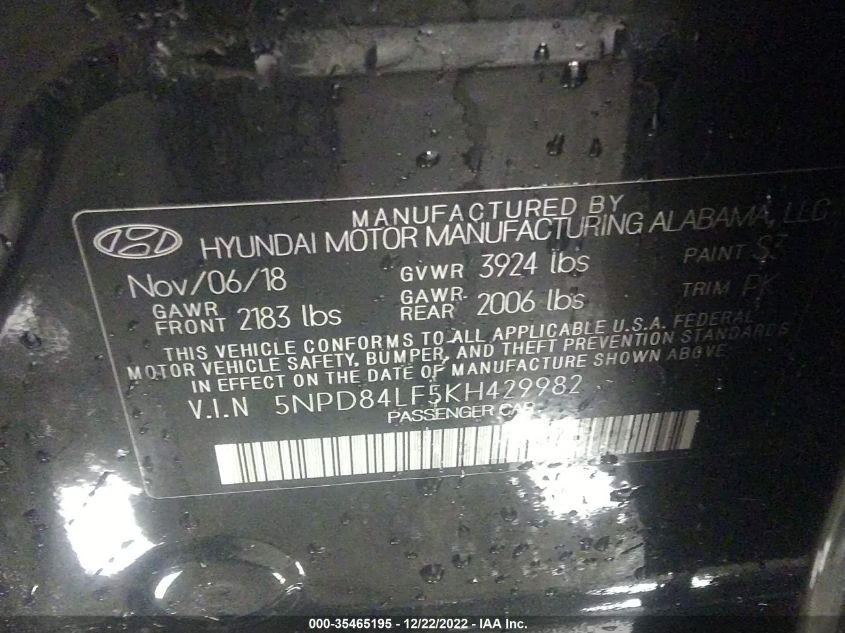 MANUFACTURED BY
HYUNDAI MOTOR MANUFACTURING ALABAMA, LLC
Nov/06/18 GVWR 3924 lbs PAINT S3
GAWR FRONT 2183 lbs GAWR REAR 2006 lbs TRIM PK
THIS VEHICLE CONFORMS TO ALL APPLICABLE U.S.A. FEDERAL
MOTOR VEHICLE SAFETY, BUMPER, AND THEFT PREVENTION STANDARDS
IN EFFECT ON THE DATE OF MANUFACTURE SHOWN ABOVE
V.I.N 5NPD84LF5KH429982
PASSENGER CAR
000-35465195 - 12/22/2022 - IAA Inc.